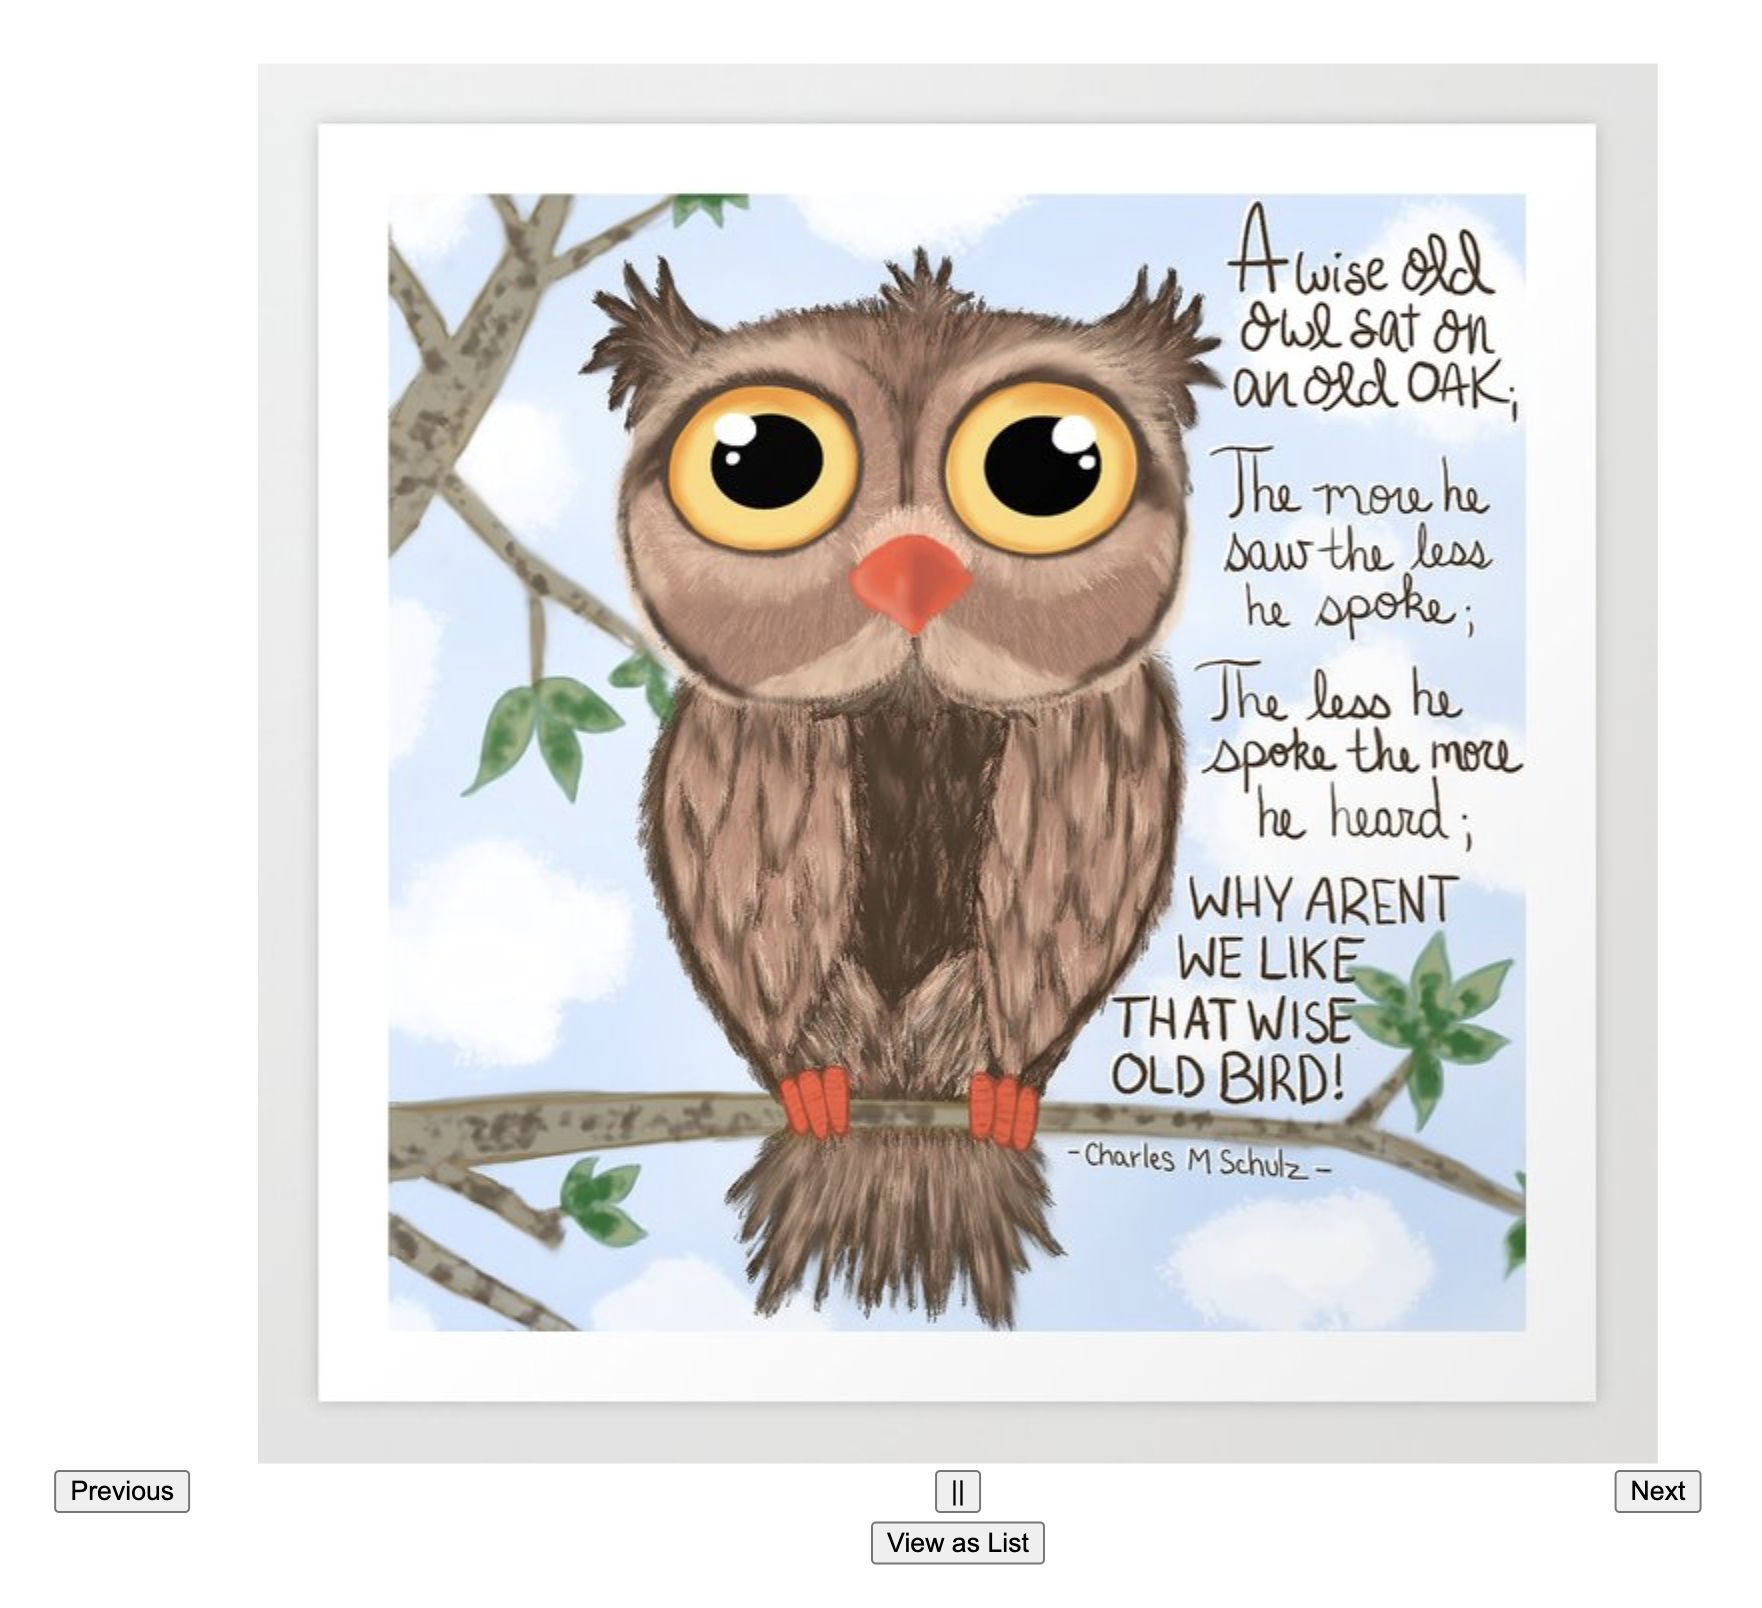 A wise old
owl sat on
an old OAK;
The more he
saw the less
he spoke;
The less he
spoke the more
he heard;
WHY ARENT
WE LIKE
THAT WISE
OLD BIRD!
-Charles M Schulz-
Previous
||
Next
View as List